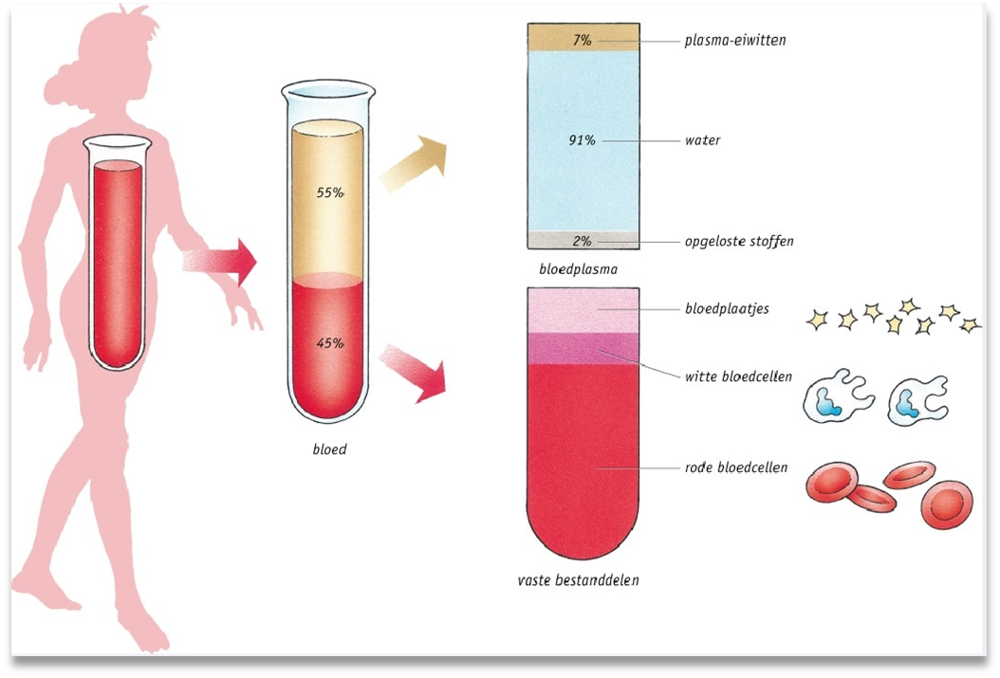 7%
plasma-eiwitten
55%
91%
water
2%
opgeloste stoffen
bloedplasma
bloedplaatjes
45%
witte bloedcellen
bloed
rode bloedcellen
vaste bestanddelen